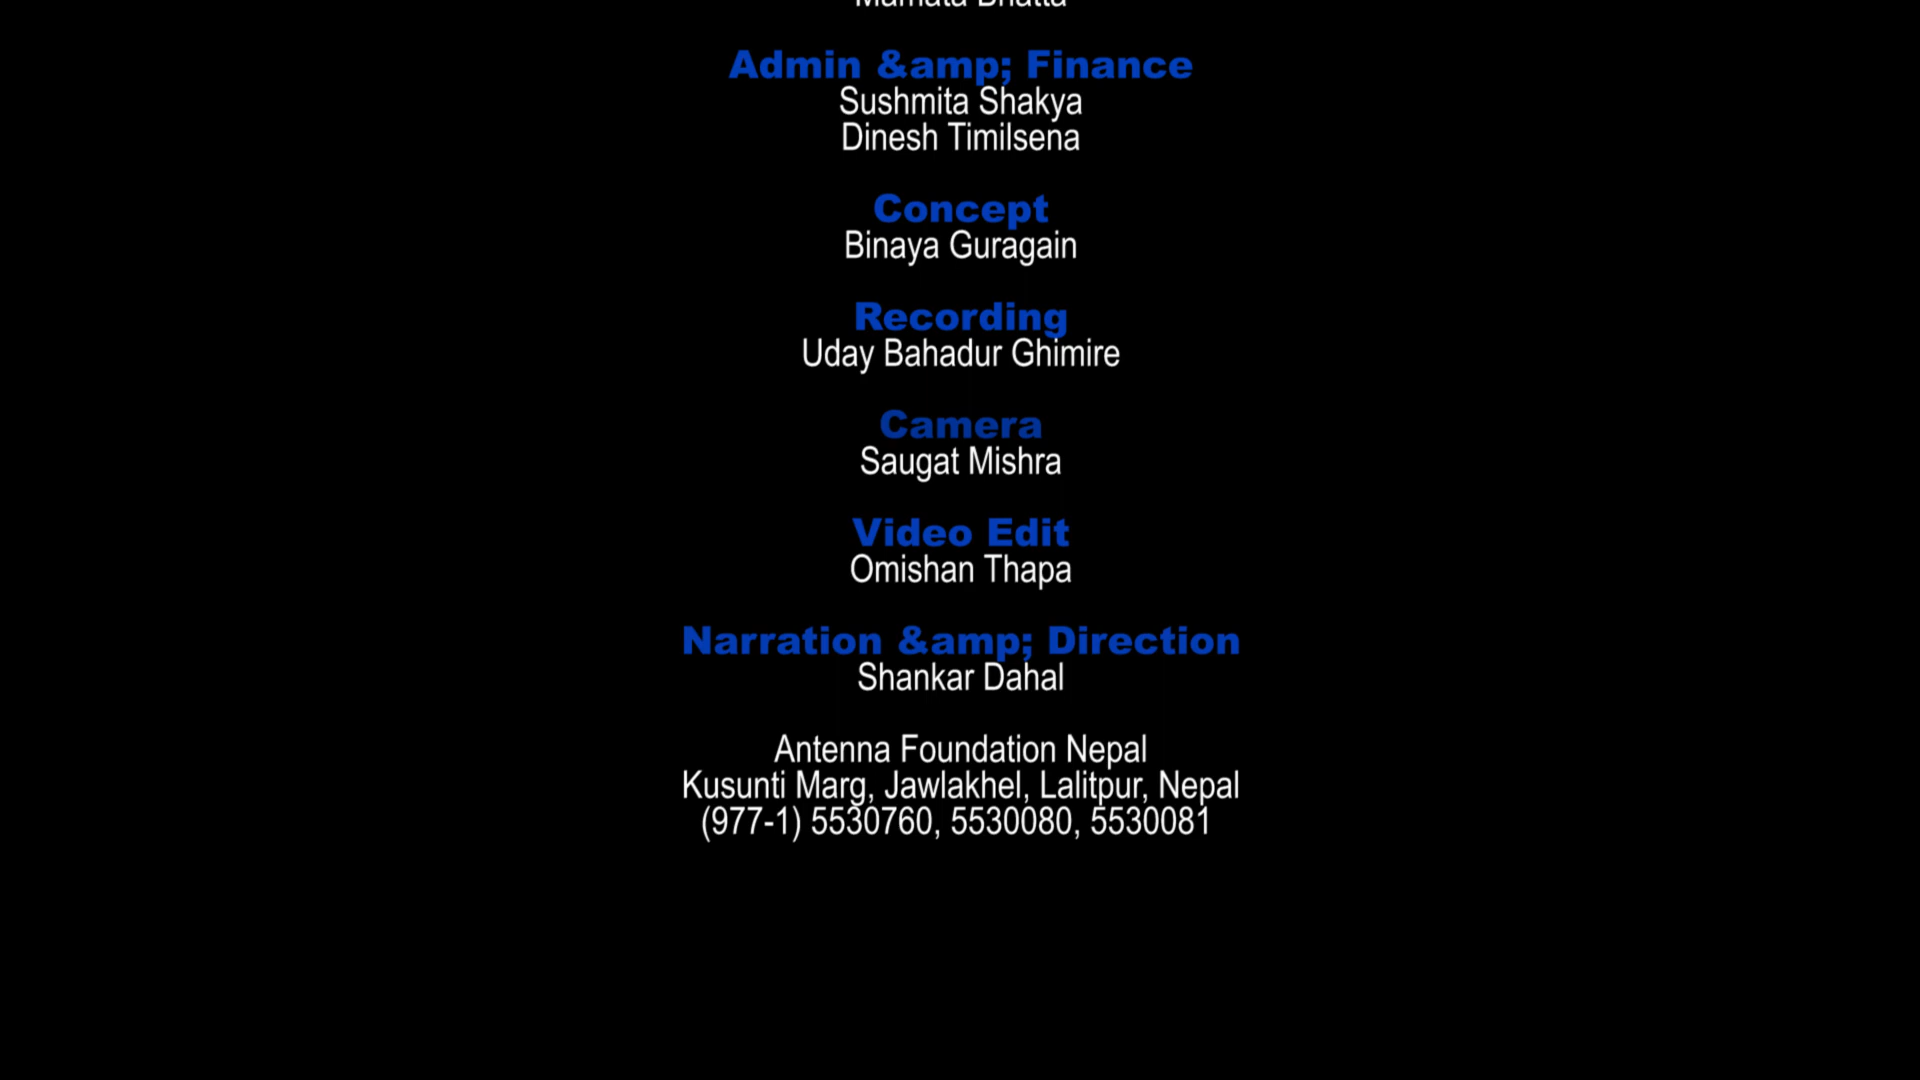 Mamata Bhatta
Admin &amp; Finance
Sushmita Shakya
Dinesh Timilsena
Concept
Binaya Guragain
Recording
Uday Bahadur Ghimire
Camera
Saugat Mishra
Video Edit
Omishan Thapa
Narration &amp; Direction
Shankar Dahal
Antenna Foundation Nepal
Kusunti Marg, Jawlakhel, Lalitpur, Nepal
(977-1) 5530760, 5530080, 5530081